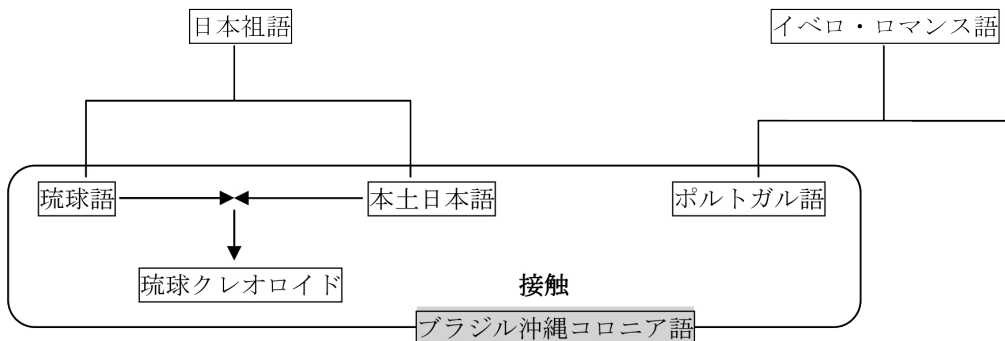 日本祖語
イベロ・ロマンス語
琉球語
本土日本語
ポルトガル語
琉球クレオロイド
接触
ブラジル沖縄コロニア語